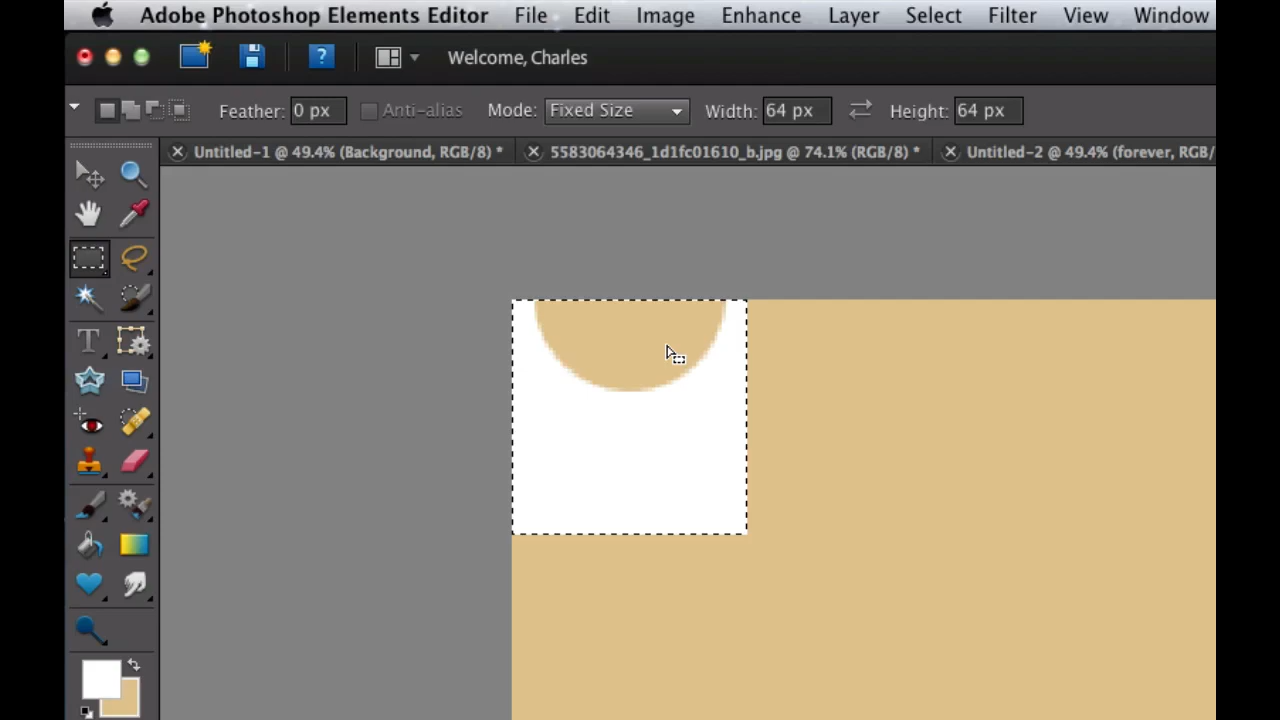 Adobe Photoshop Elements Editor File Edit Image Enhance Layer Select Filter View Window
? Welcome, Charles
Feather: 0 px Anti-alias Mode: Fixed Size Width: 64 px Height: 64 px
Untitled-1 @ 49.4% (Background, RGB/8) * 5583064346_1d1fc01610_b.jpg @ 74.1% (RGB/8) * Untitled-2 @ 49.4% (forever, RGB/
T